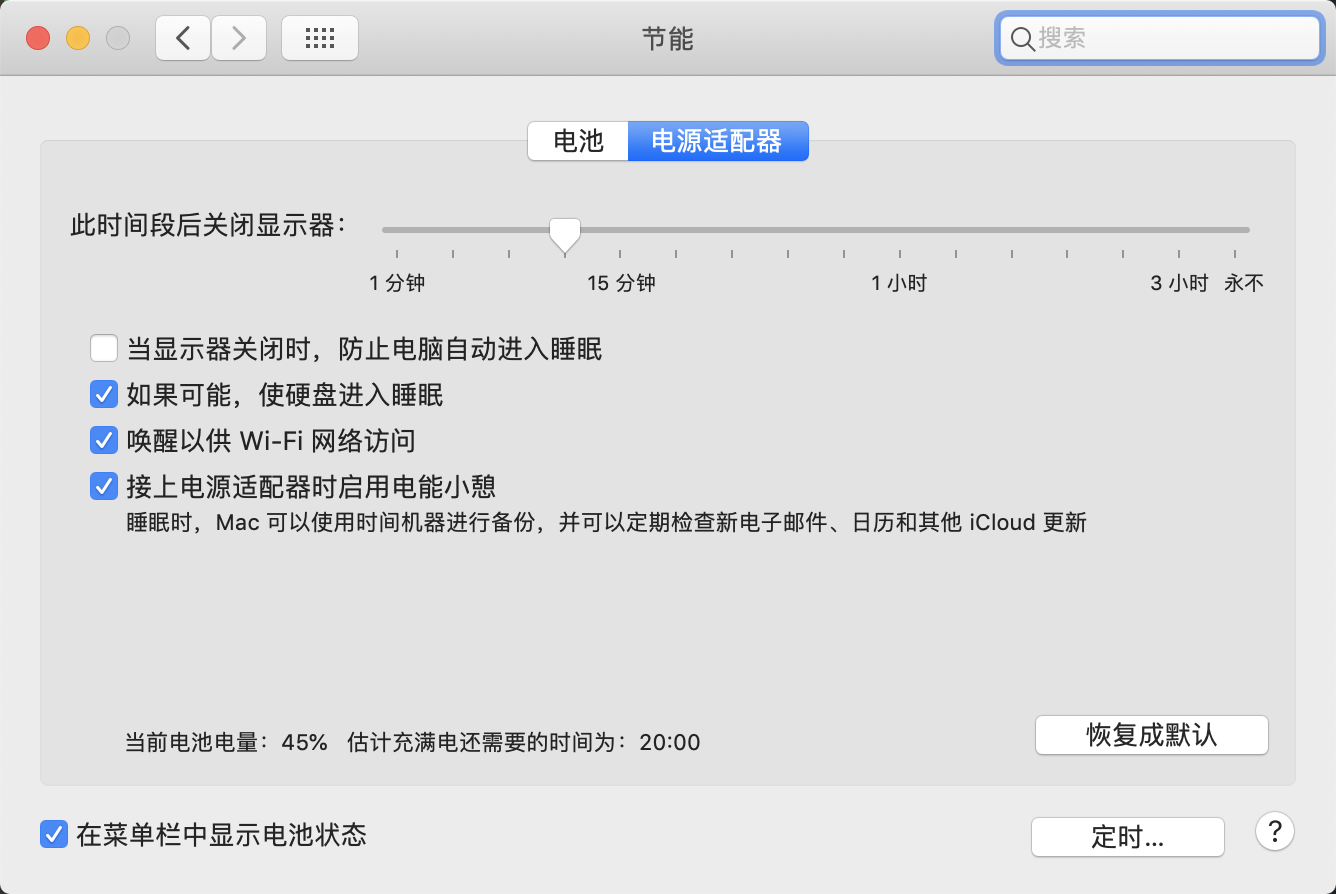 节能
搜索
电池 电源适配器
此时间段后关闭显示器：
1 分钟 15 分钟 1 小时 3 小时 永不
当显示器关闭时，防止电脑自动进入睡眠
如果可能，使硬盘进入睡眠
唤醒以供 Wi-Fi 网络访问
接上电源适配器时启用电能小憩
睡眠时，Mac 可以使用时间机器进行备份，并可以定期检查新电子邮件、日历和其他 iCloud 更新
当前电池电量：45% 估计充满电还需要的时间为：20:00
恢复成默认
在菜单栏中显示电池状态
定时...
?